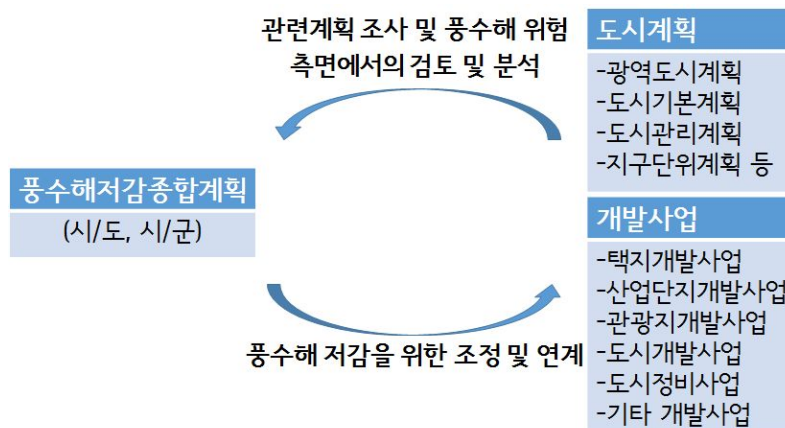 관련계획 조사 및 풍수해 위험
측면에서의 검토 및 분석
도시계획
-광역도시계획
-도시기본계획
-도시관리계획
-지구단위계획 등
풍수해저감종합계획
(시/도, 시/군)
개발사업
-택지개발사업
-산업단지개발사업
-관광지개발사업
-도시개발사업
-도시정비사업
-기타 개발사업
풍수해 저감을 위한 조정 및 연계